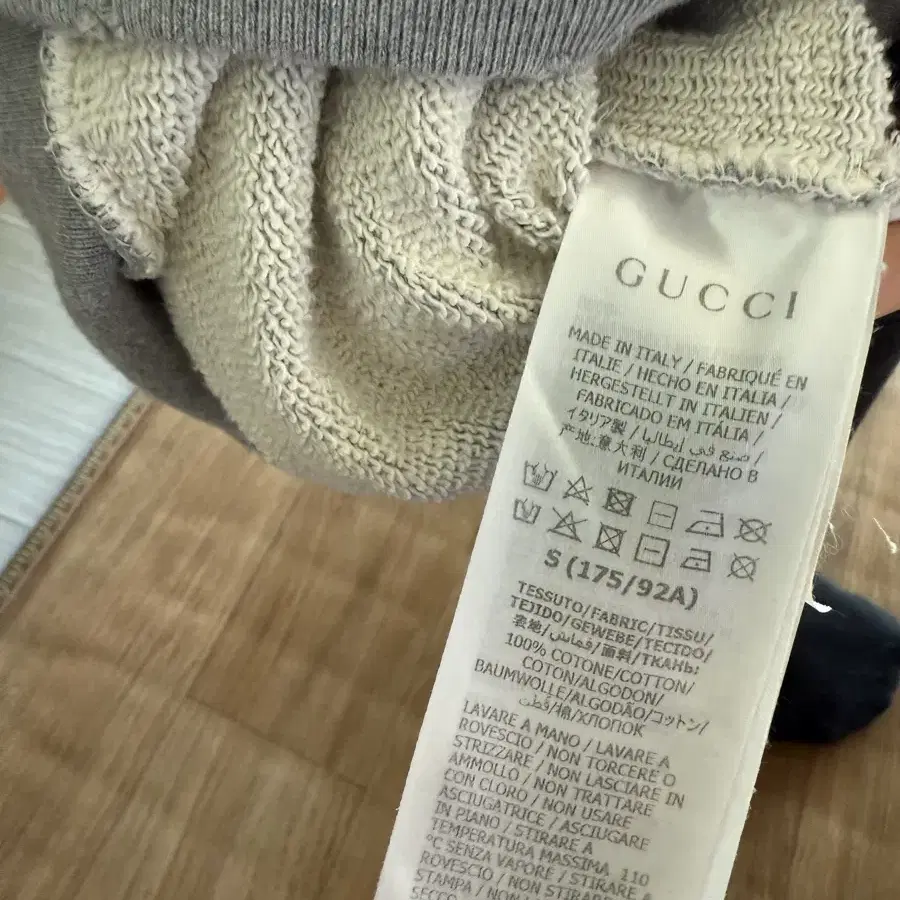 GUCCI
MADE IN ITALY / FABRIQUÉ EN
ITALIE / HECHO EN ITALIA /
HERGESTELLT IN ITALIEN /
FABRICADO EM ITÁLIA /
イタリア製 / صنع في إيطاليا /
产地:意大利 / СДЕЛАНО В
ИТАЛИИ
S (175/92A)
TESSUTO/FABRIC/TISSU/
TEJIDO/GEWEBE/TECIDO/
表地/قماش/面料/ТКАНЬ:
100% COTONE/COTTON/
COTON/ALGODON/
BAUMWOLLE/ALGODÃO/コットン/
قطن/棉/ХЛОПОК
LAVARE A MANO / LAVARE A
ROVESCIO / NON TORCERE O
STRIZZARE / NON LASCIARE IN
AMMOLLO / NON TRATTARE
CON CLORO / NON USARE
ASCIUGATRICE / ASCIUGARE
IN PIANO / STIRARE A
TEMPERATURA MASSIMA 110
°C SENZA VAPORE / STIRARE A
ROVESCIO / NON STIRARE
STAMPA / NON